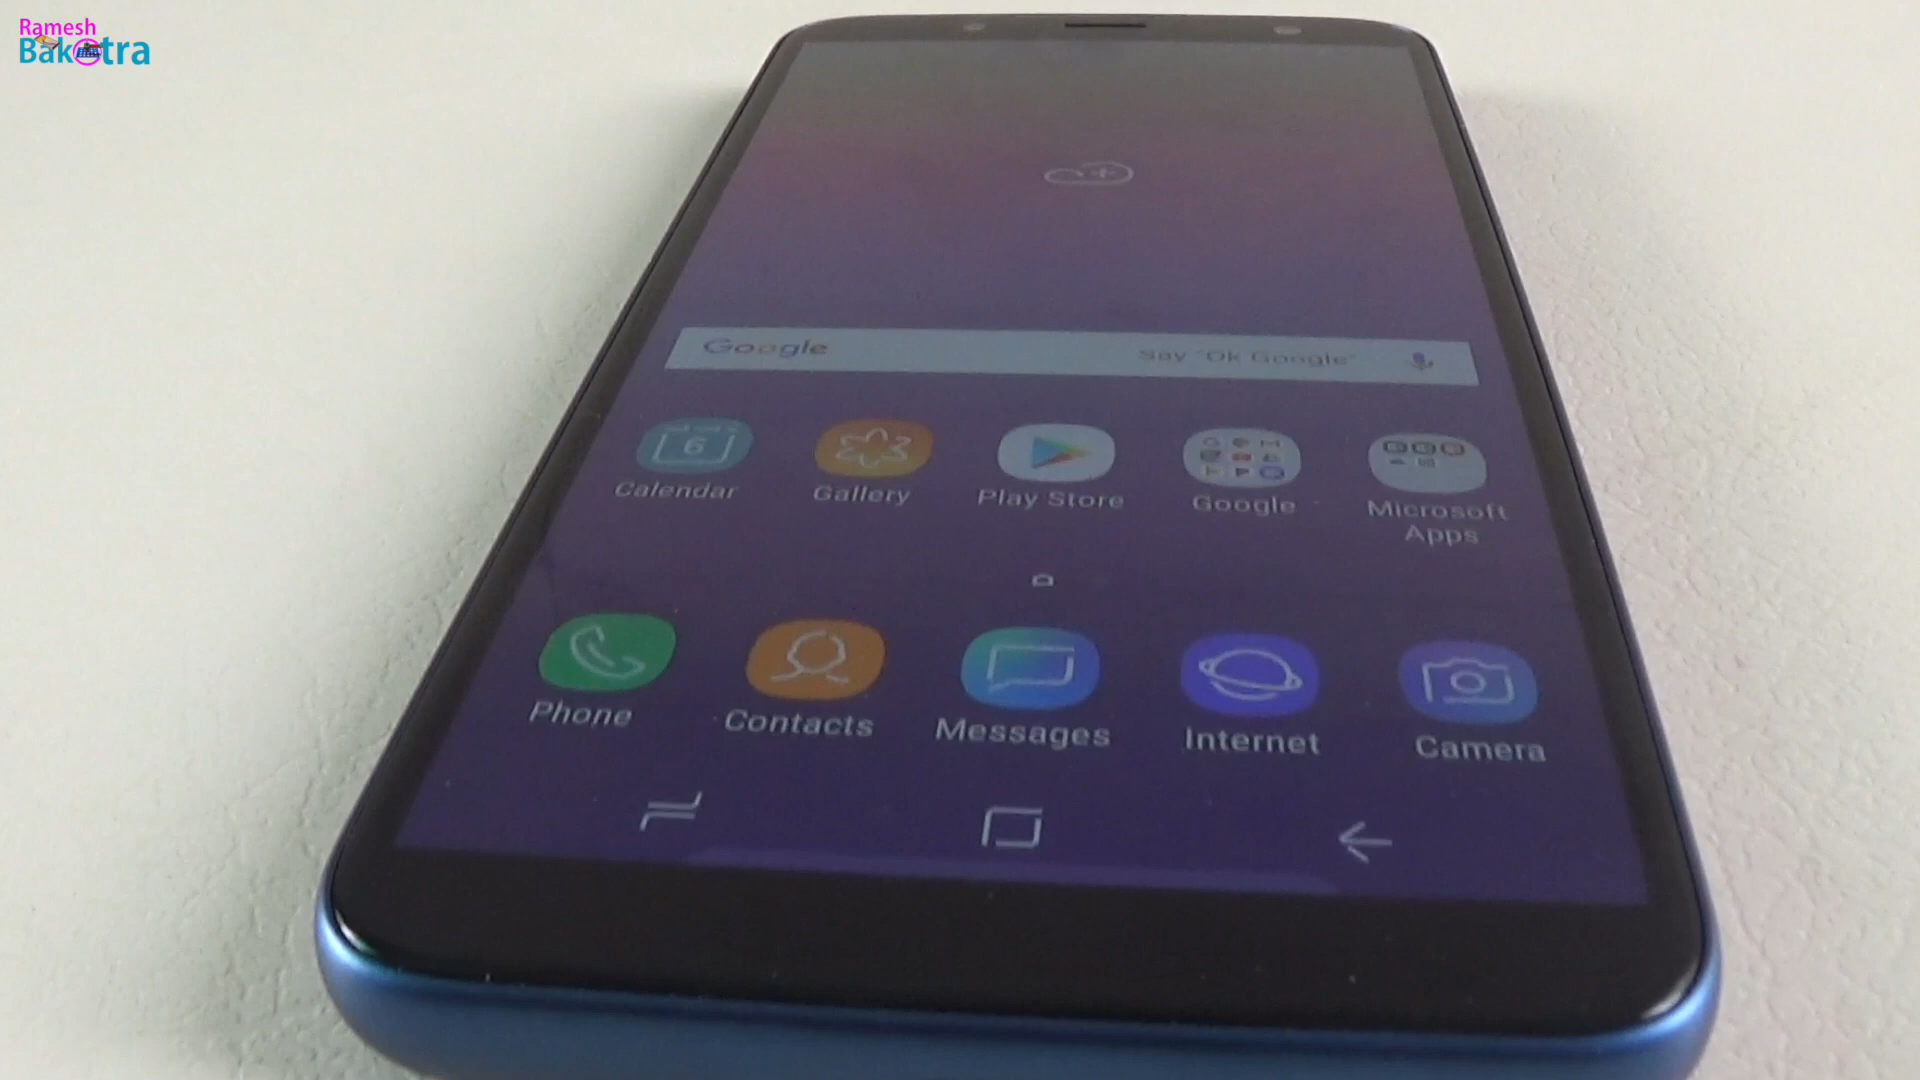 Ramesh
Bakotra
Google Say "Ok Google"
6
Calendar Gallery Play Store Google Microsoft Apps
Phone Contacts Messages Internet Camera